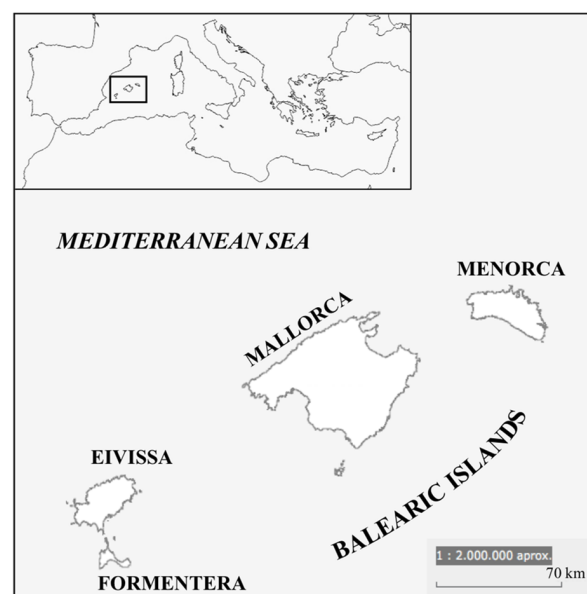 MEDITERRANEAN SEA
MENORCA
MALLORCA
EIVISSA
BALEARIC ISLANDS
FORMENTERA
1 : 2.000.000 aprox.
70 km